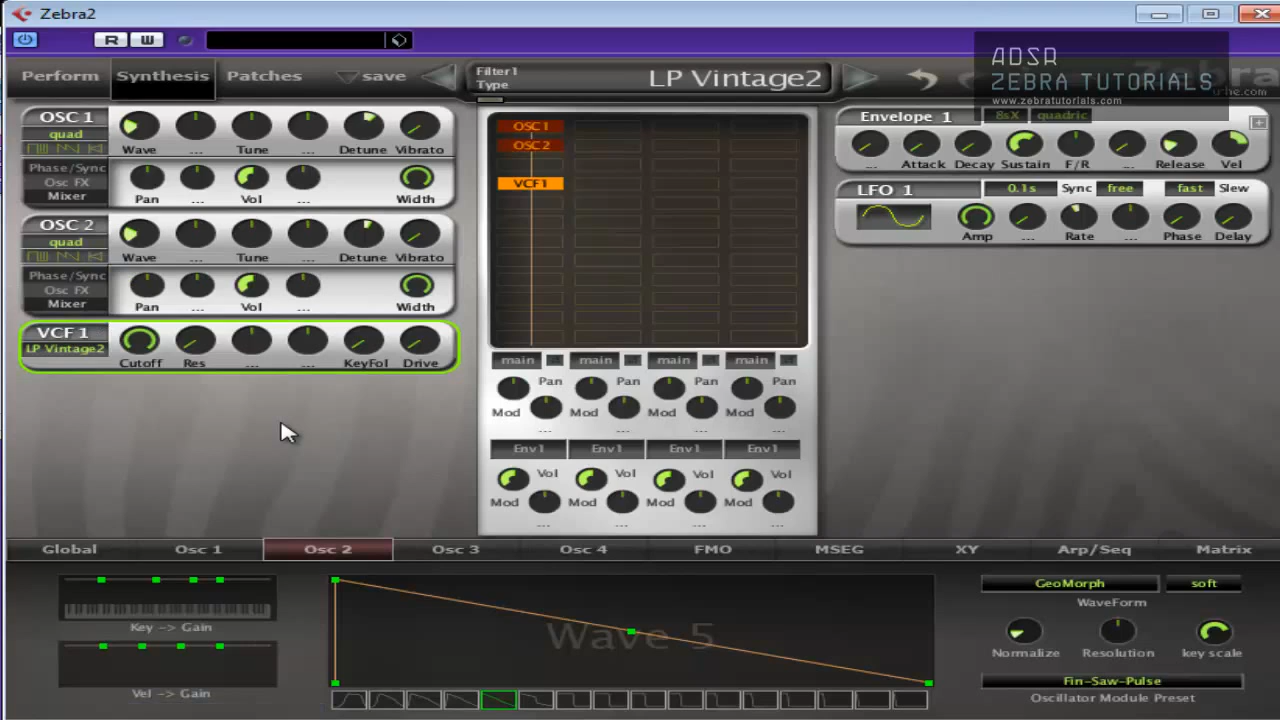 Zebra2
R W
Perform Synthesis Patches save
Filter1
Type
LP Vintage2
ADSR
ZEBRA TUTORIALS
www.zebratutorials.com
OSC 1
quad
Wave ... Tune ... Detune Vibrato
Phase/Sync
Osc FX
Mixer
Pan ... Vol ... Width
OSC 2
quad
Wave ... Tune ... Detune Vibrato
Phase/Sync
Osc FX
Mixer
Pan ... Vol ... Width
VCF 1
LP Vintage2
Cutoff Res ... ... KeyFol Drive
OSC 1
OSC 2
VCF1
main main main main
Pan Pan Pan Pan
Mod Mod Mod Mod
... ... ... ...
Env1 Env1 Env1 Env1
Vol Vol Vol Vol
Mod Mod Mod Mod
... ... ... ...
Envelope 1 8sX quadric
... Attack Decay Sustain F/R ... Release Vel
LFO 1 0.1s Sync free fast Slew
Amp ... Rate ... Phase Delay
Global Osc 1 Osc 2 Osc 3 Osc 4 FMO MSEG XY Arp/Seq Matrix
Key -> Gain
Vel -> Gain
Wave 5
GeoMorph soft
WaveForm
Normalize Resolution key scale
Fin-Saw-Pulse
Oscillator Module Preset